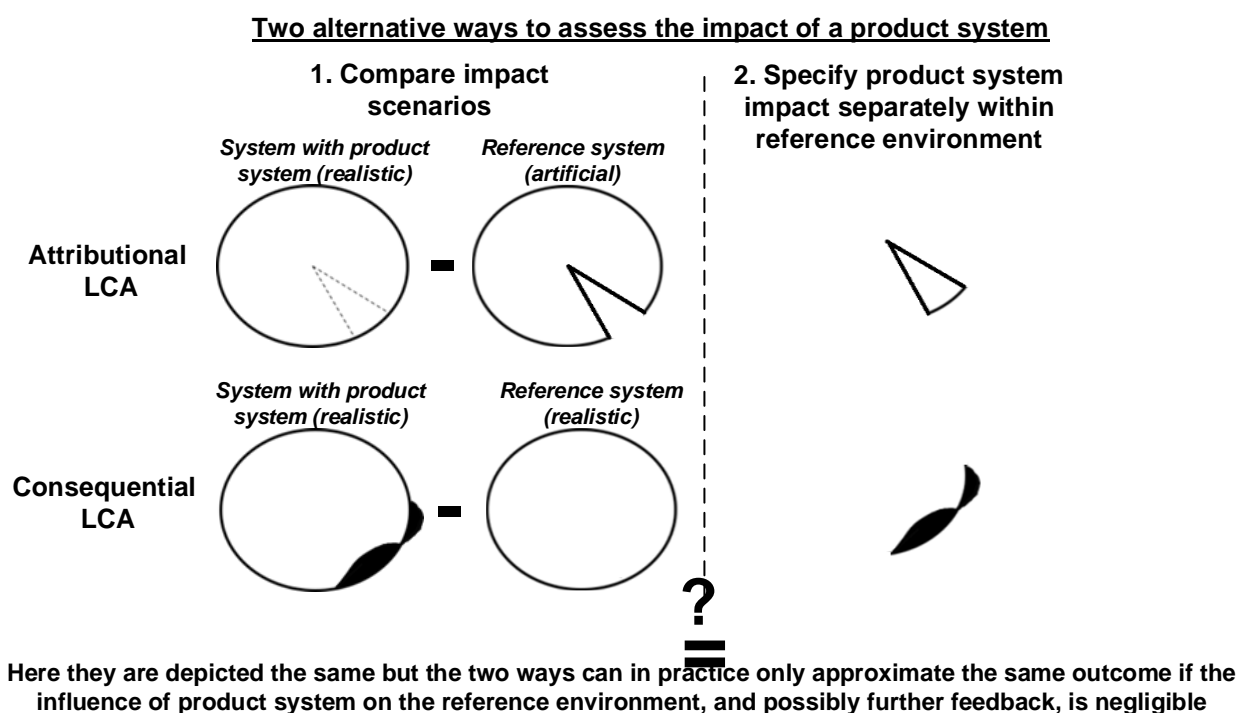 Two alternative ways to assess the impact of a product system
1. Compare impact
scenarios
2. Specify product system
impact separately within
reference environment
System with product
system (realistic)
Reference system
(artificial)
Attributional
LCA
-
System with product
system (realistic)
Reference system
(realistic)
Consequential
LCA
-
?
=
Here they are depicted the same but the two ways can in practice only approximate the same outcome if the
influence of product system on the reference environment, and possibly further feedback, is negligible